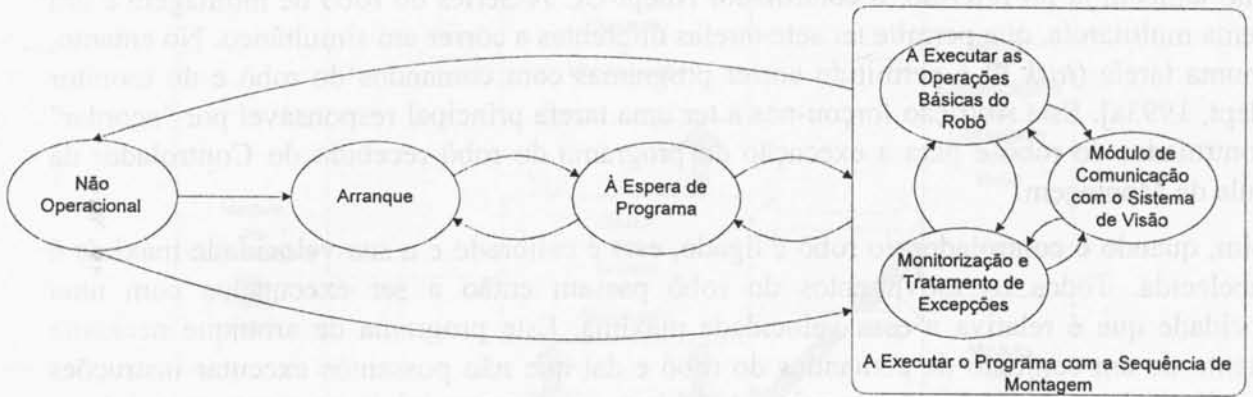 Não
Operacional
Arranque
À Espera de
Programa
A Executar as
Operações
Básicas do
Robô
Módulo de
Comunicação
com o Sistema
de Visão
Monitorização e
Tratamento de
Excepções
A Executar o Programa com a Sequência de
Montagem